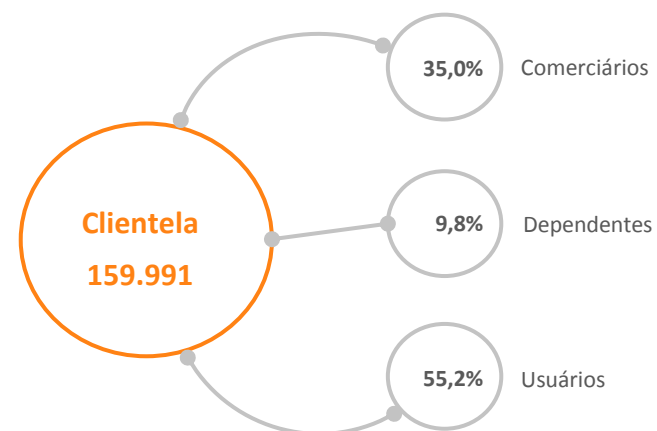 35,0% Comerciários
Clientela
159.991
9,8% Dependentes
55,2% Usuários